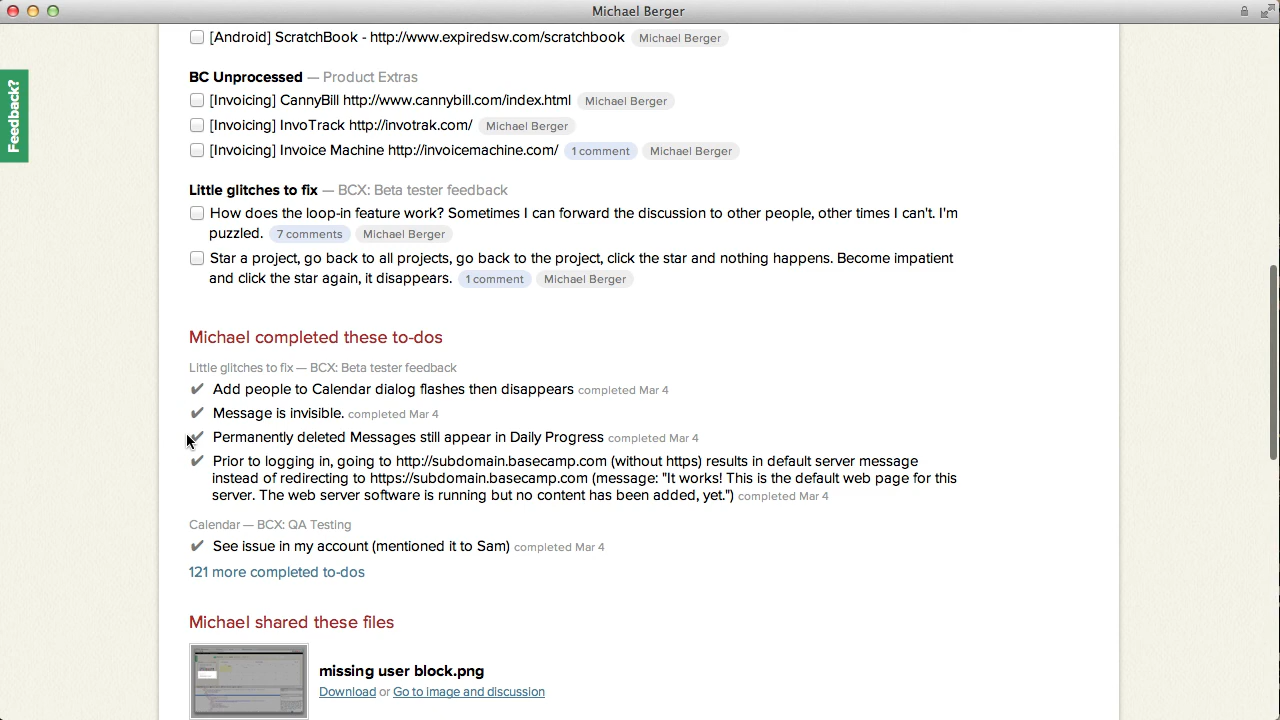 Michael Berger
[Android] ScratchBook - http://www.expiredsw.com/scratchbook Michael Berger
Feedback?
BC Unprocessed — Product Extras
[Invoicing] CannyBill http://www.cannybill.com/index.html Michael Berger
[Invoicing] InvoTrack http://invotrak.com/ Michael Berger
[Invoicing] Invoice Machine http://invoicemachine.com/ 1 comment Michael Berger
Little glitches to fix — BCX: Beta tester feedback
How does the loop-in feature work? Sometimes I can forward the discussion to other people, other times I can't. I'm
puzzled. 7 comments Michael Berger
Star a project, go back to all projects, go back to the project, click the star and nothing happens. Become impatient
and click the star again, it disappears. 1 comment Michael Berger
Michael completed these to-dos
Little glitches to fix — BCX: Beta tester feedback
Add people to Calendar dialog flashes then disappears completed Mar 4
Message is invisible. completed Mar 4
Permanently deleted Messages still appear in Daily Progress completed Mar 4
Prior to logging in, going to http://subdomain.basecamp.com (without https) results in default server message
instead of redirecting to https://subdomain.basecamp.com (message: "It works! This is the default web page for this
server. The web server software is running but no content has been added, yet.") completed Mar 4
Calendar — BCX: QA Testing
See issue in my account (mentioned it to Sam) completed Mar 4
121 more completed to-dos
Michael shared these files
missing user block.png
Download or Go to image and discussion